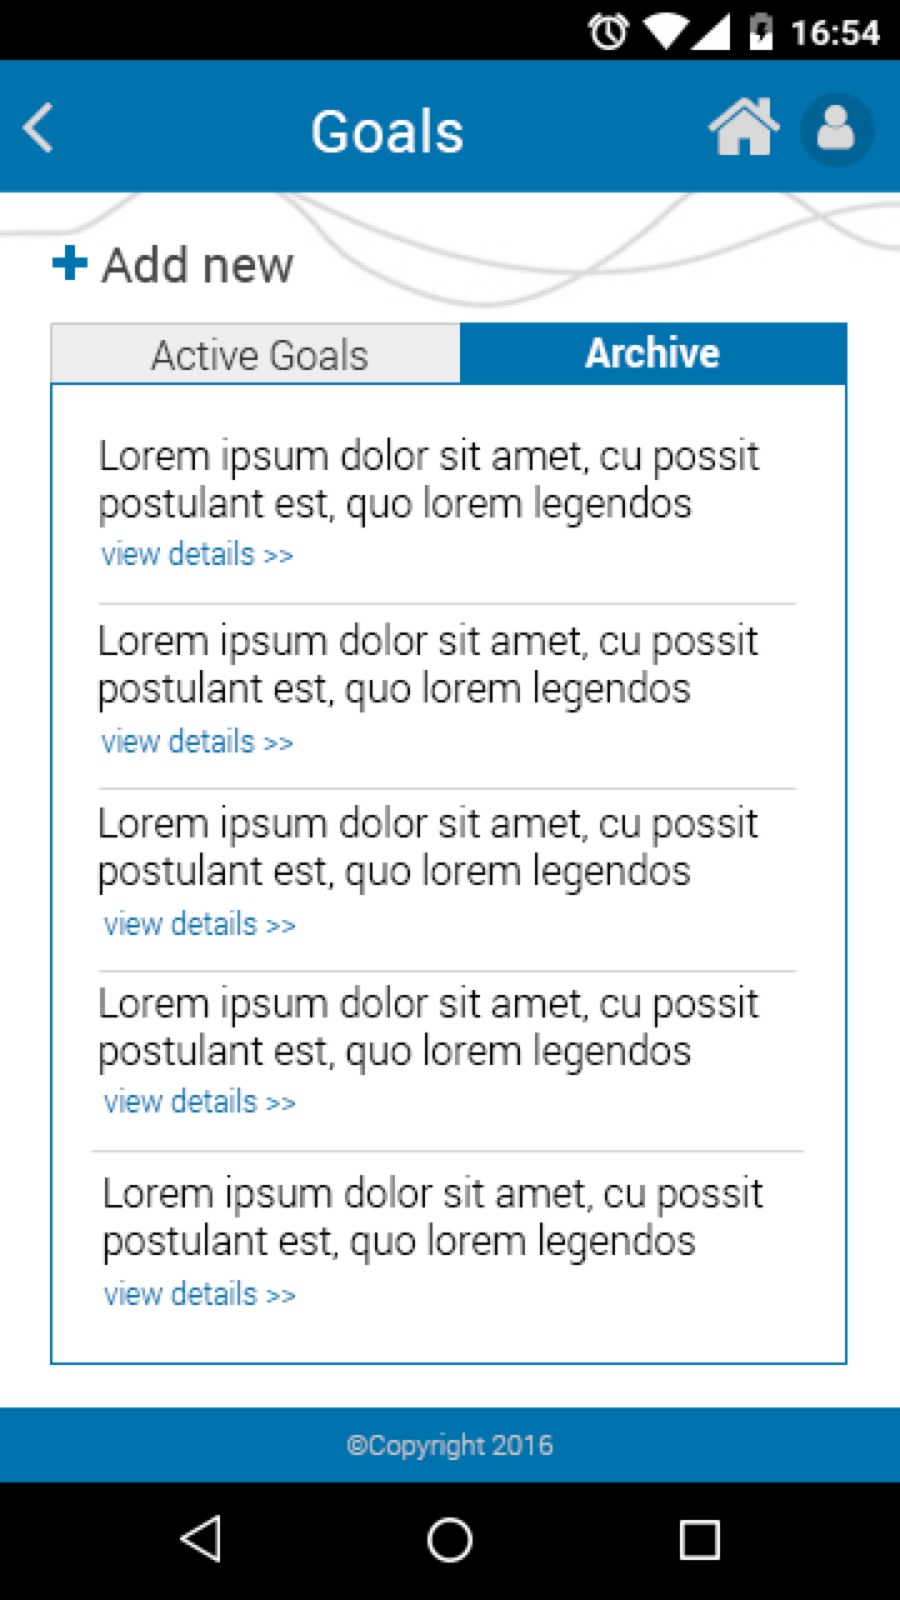 16:54
Goals
Add new
Active Goals
Archive
Lorem ipsum dolor sit amet, cu possit
postulant est, quo lorem legendos
view details >>
Lorem ipsum dolor sit amet, cu possit
postulant est, quo lorem legendos
view details >>
Lorem ipsum dolor sit amet, cu possit
postulant est, quo lorem legendos
view details >>
Lorem ipsum dolor sit amet, cu possit
postulant est, quo lorem legendos
view details >>
Lorem ipsum dolor sit amet, cu possit
postulant est, quo lorem legendos
view details >>
©Copyright 2016